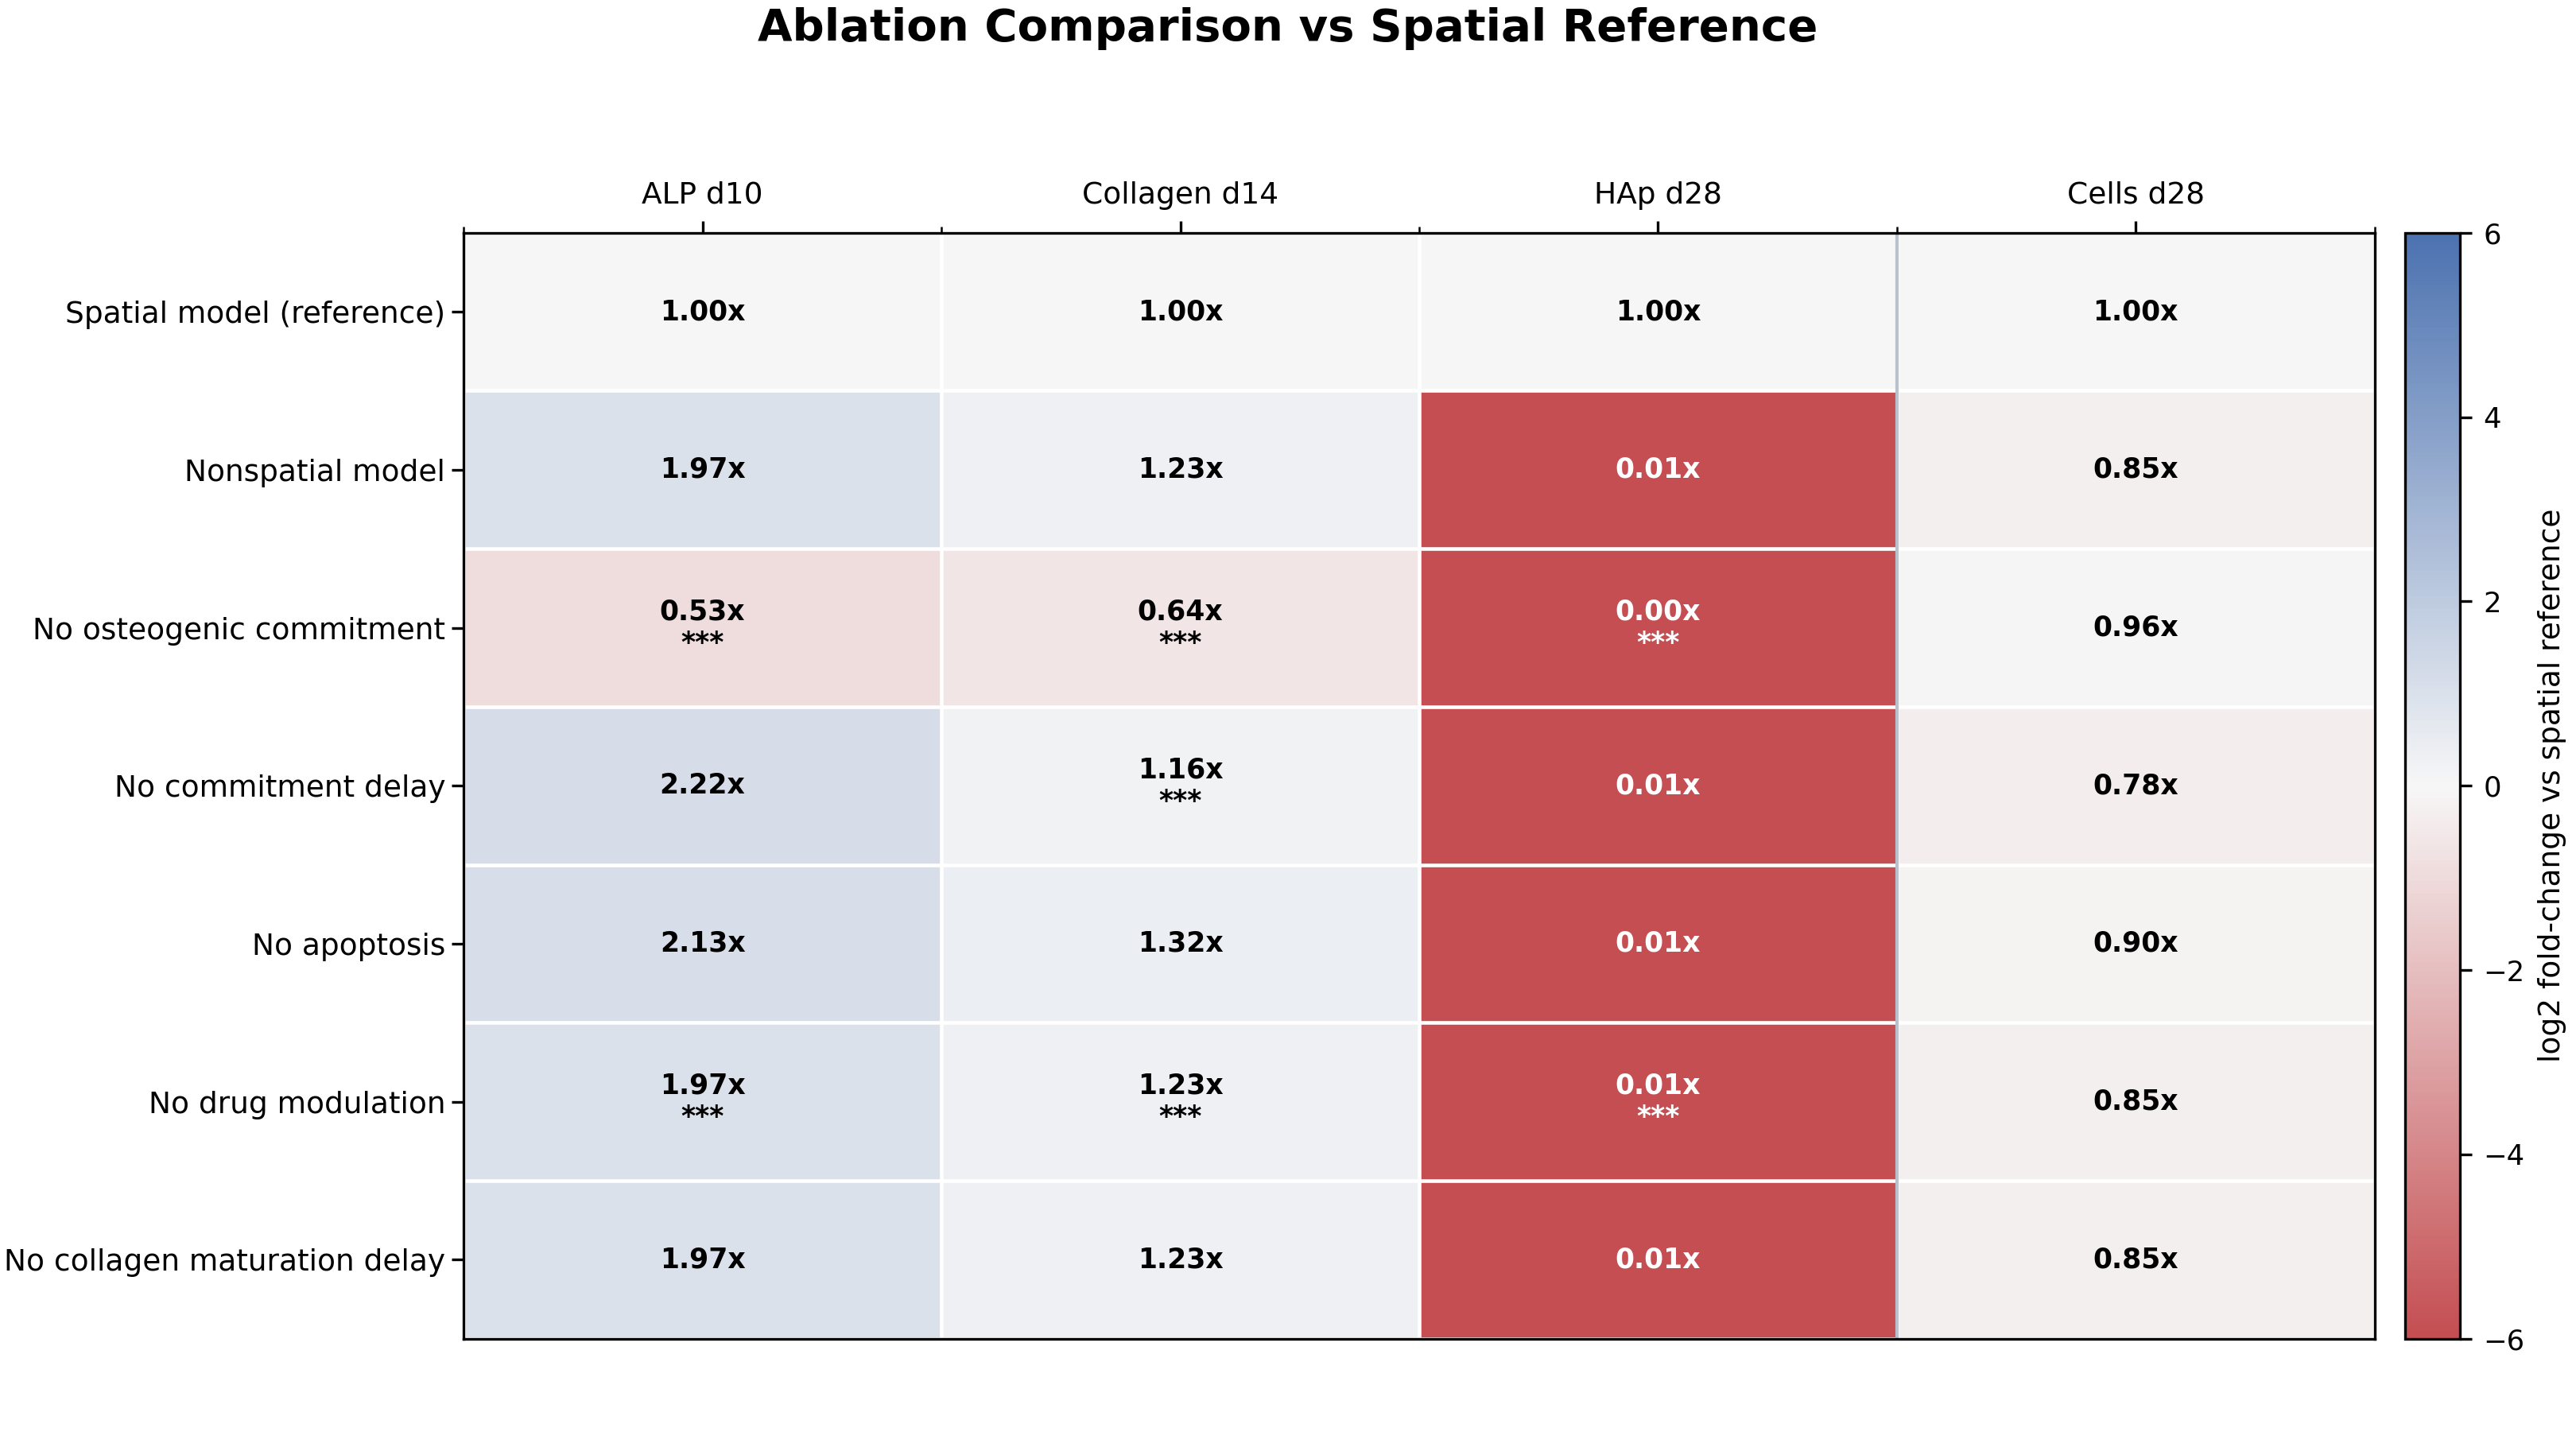 Ablation Comparison vs Spatial Reference
ALP d10 Collagen d14 HAp d28 Cells d28
Spatial model (reference) 1.00x 1.00x 1.00x 1.00x
Nonspatial model 1.97x 1.23x 0.01x 0.85x
No osteogenic commitment 0.53x 0.64x 0.00x 0.96x
*** *** ***
No commitment delay 2.22x 1.16x 0.01x 0.78x
***
No apoptosis 2.13x 1.32x 0.01x 0.90x
No drug modulation 1.97x 1.23x 0.01x 0.85x
*** *** ***
No collagen maturation delay 1.97x 1.23x 0.01x 0.85x
6
4
2
0
−2
−4
−6
log2 fold-change vs spatial reference